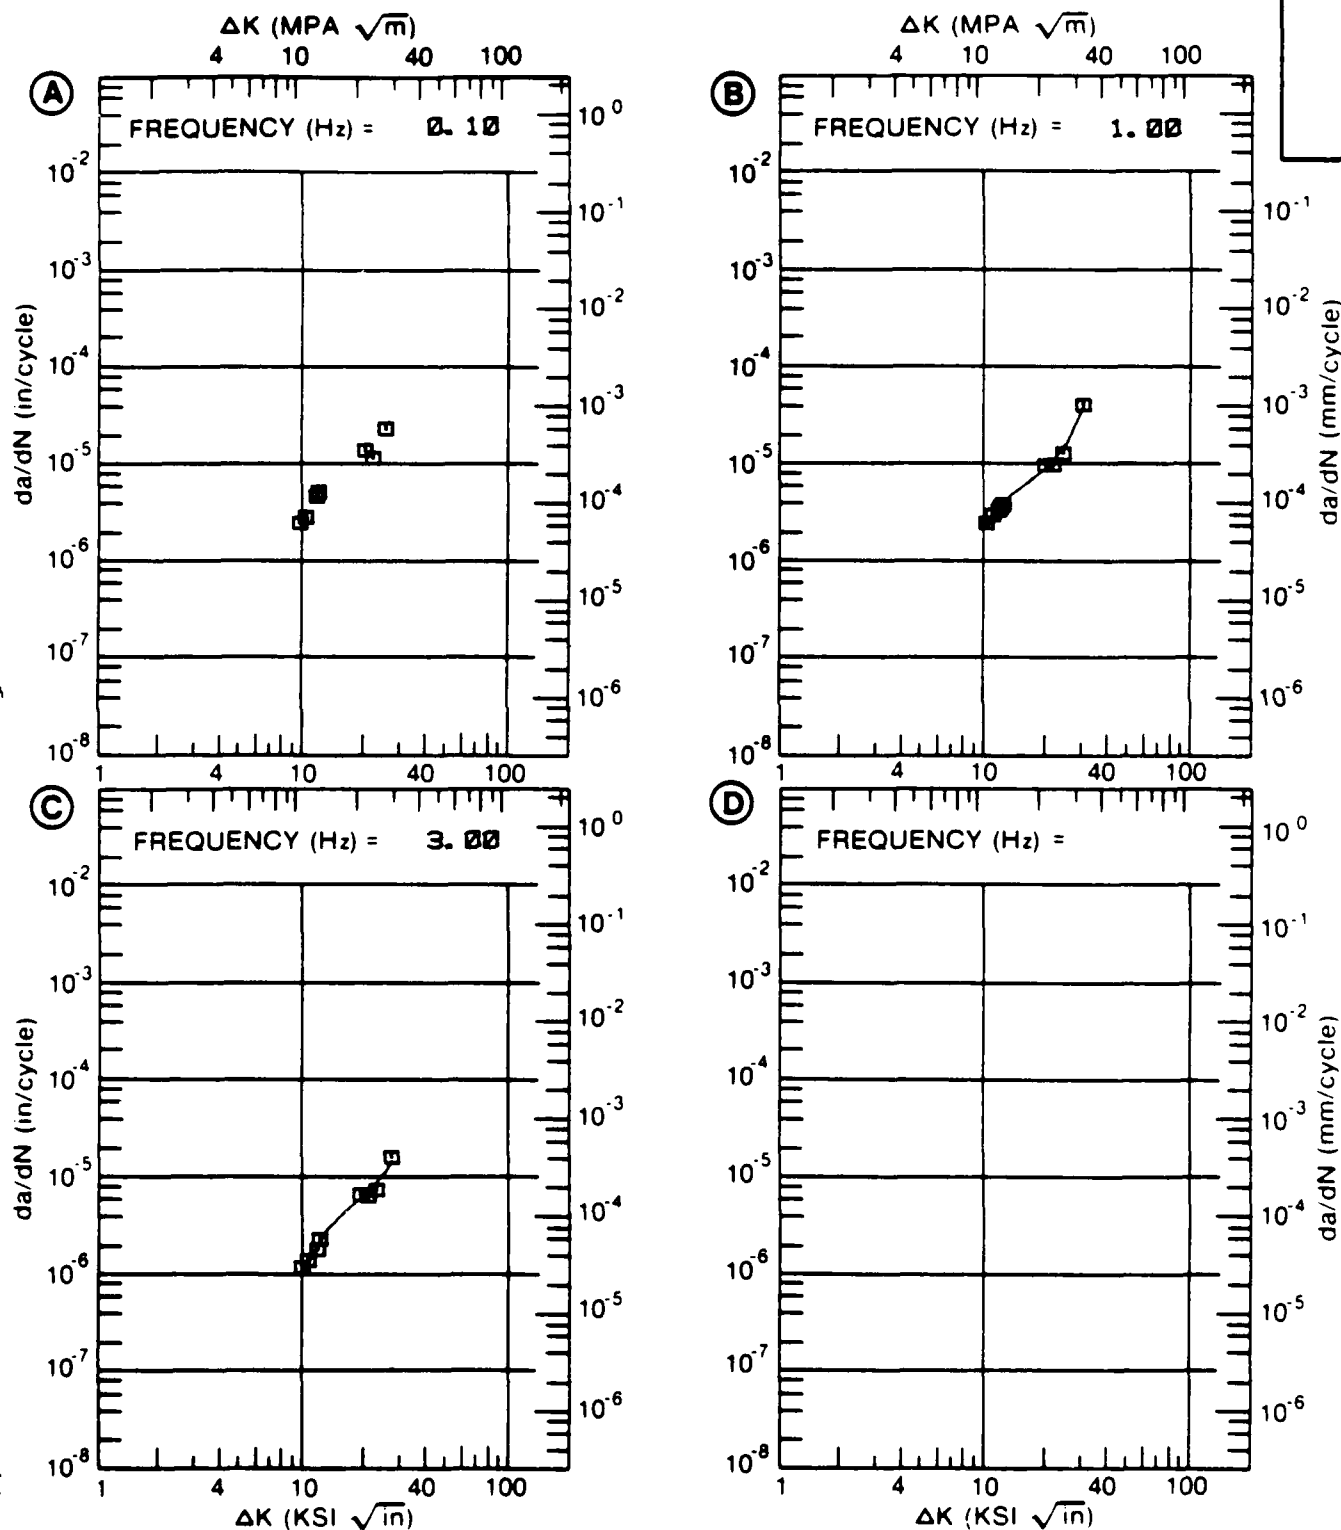 ΔK (MPA √m)
4 10 40 100
A
FREQUENCY (Hz) = 0.10
10^0
10^-2
10^-1
10^-3
10^-2
10^-4
10^-3
10^-5
10^-4
10^-6
10^-5
10^-7
10^-6
10^-8
1 4 10 40 100
da/dN (in/cycle)
ΔK (MPA √m)
4 10 40 100
B
FREQUENCY (Hz) = 1.00
10^-2
10^-1
10^-3
10^-2
10^-4
10^-3
10^-5
10^-4
10^-6
10^-5
10^-7
10^-6
10^-8
1 4 10 40 100
da/dN (mm/cycle)
C
FREQUENCY (Hz) = 3.00
10^0
10^-2
10^-1
10^-3
10^-2
10^-4
10^-3
10^-5
10^-4
10^-6
10^-5
10^-7
10^-6
10^-8
1 4 10 40 100
da/dN (in/cycle)
ΔK (KSI √in)
D
FREQUENCY (Hz) =
10^0
10^-2
10^-1
10^-3
10^-2
10^-4
10^-3
10^-5
10^-4
10^-6
10^-5
10^-7
10^-6
10^-8
1 4 10 40 100
da/dN (mm/cycle)
ΔK (KSI √in)